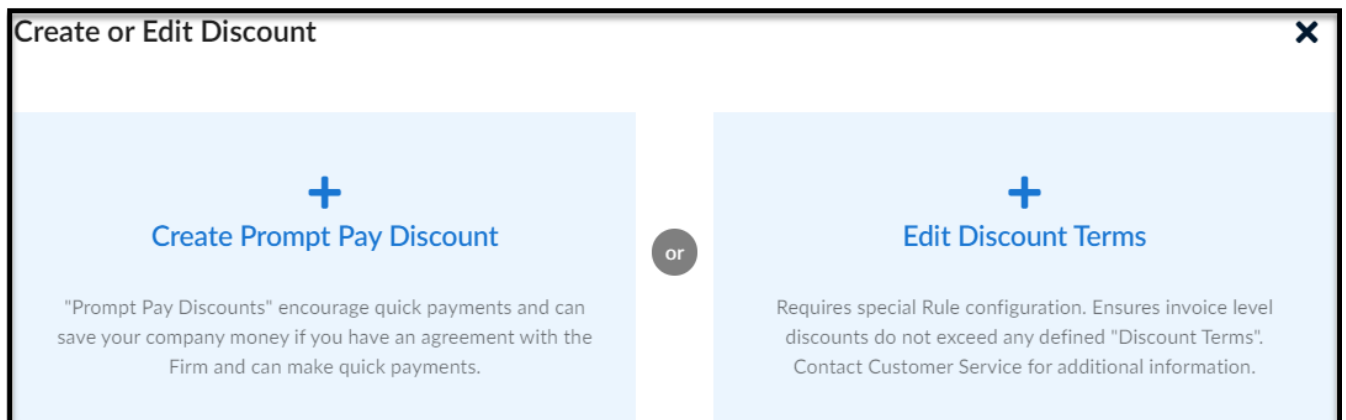 Create or Edit Discount
Create Prompt Pay Discount
"Prompt Pay Discounts" encourage quick payments and can
save your company money if you have an agreement with the
Firm and can make quick payments.
or
Edit Discount Terms
Requires special Rule configuration. Ensures invoice level
discounts do not exceed any defined "Discount Terms".
Contact Customer Service for additional information.